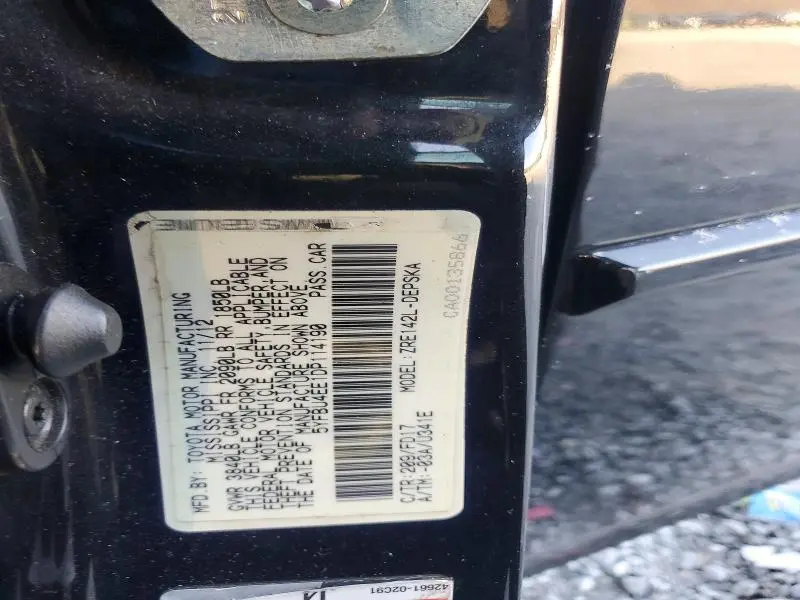 MFD.BY: TOYOTA MOTOR MANUFACTURING
MISSISSIPPI INC. 11/12
GVWR 3840LB GAWR FR 2090LB RR 1850LB
THIS VEHICLE CONFORMS TO ALL APPLICABLE
FEDERAL MOTOR VEHICLE SAFETY, BUMPER, AND
THEFT PREVENTION STANDARDS IN EFFECT ON
THE DATE OF MANUFACTURE SHOWN ABOVE.
5YFBU4EE1DP114190 PASS.CAR
C/TR:209/FD17 MODEL:ZRE142L-DEPSKA
A/TM:-03A/U341E
CA00135866
42661-02C91